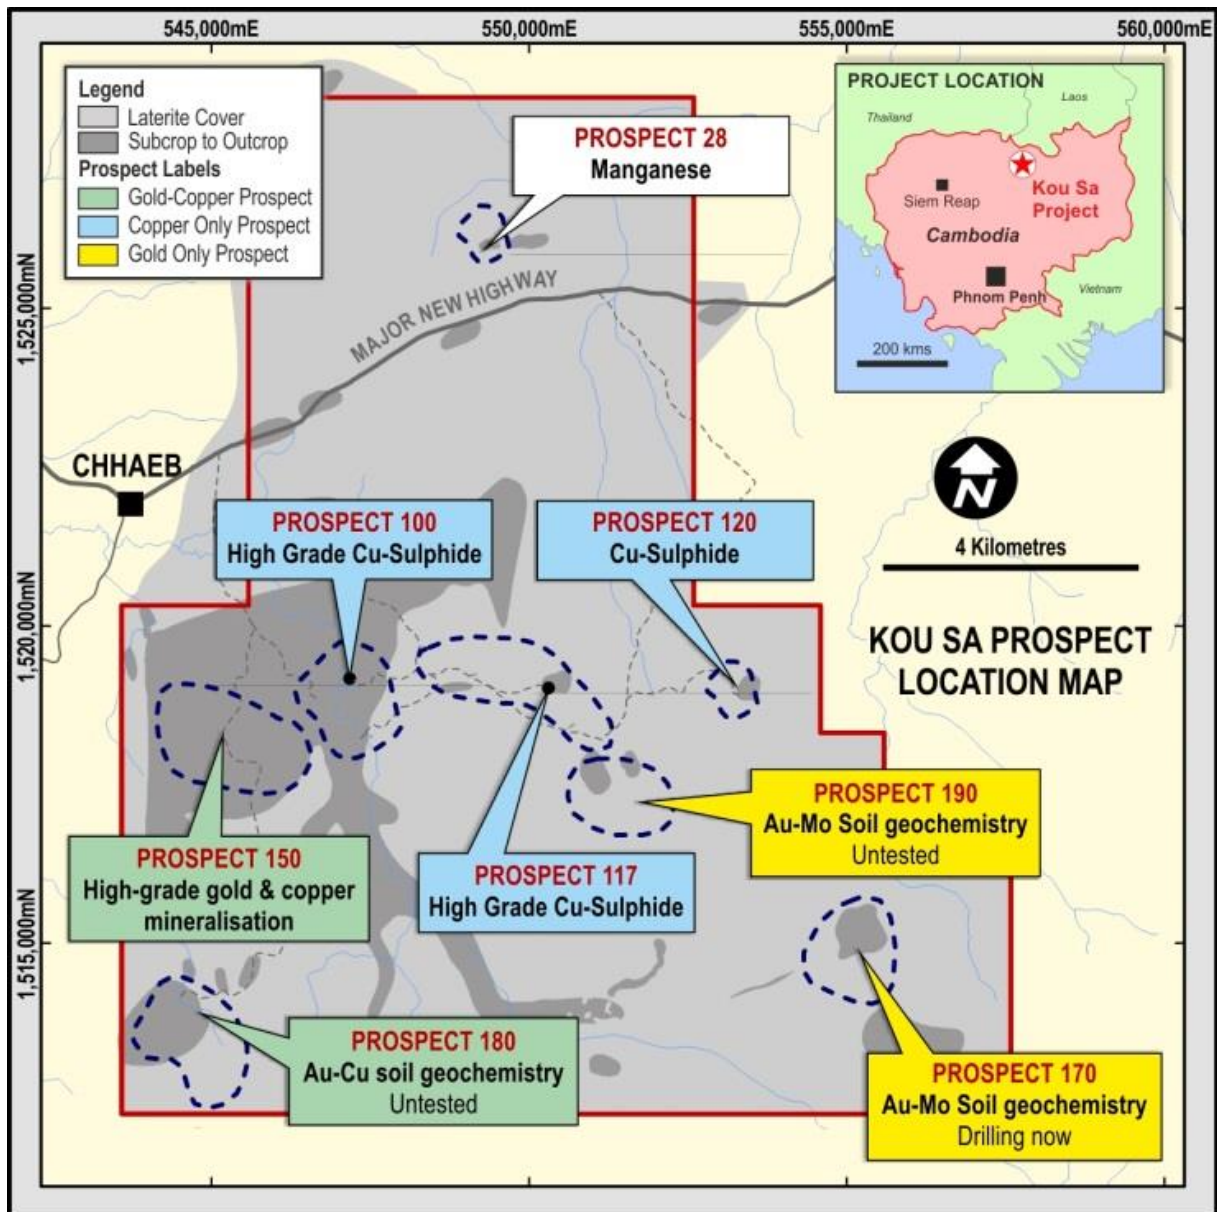 545,000mE
550,000mE
555,000mE
560,000mE
Legend
Laterite Cover
Subcrop to Outcrop
Prospect Labels
Gold-Copper Prospect
Copper Only Prospect
Gold Only Prospect
PROSPECT 28
Manganese
PROJECT LOCATION
Laos
Thailand
Siem Reap
Kou Sa
Project
Cambodia
Phnom Penh
Vietnam
200 kms
1,525,000mN
MAJOR NEW HIGHWAY
CHHAEB
N
4 Kilometres
PROSPECT 100
High Grade Cu-Sulphide
PROSPECT 120
Cu-Sulphide
1,520,000mN
KOU SA PROSPECT
LOCATION MAP
PROSPECT 190
Au-Mo Soil geochemistry
Untested
PROSPECT 150
High-grade gold & copper
mineralisation
PROSPECT 117
High Grade Cu-Sulphide
1,515,000mN
PROSPECT 180
Au-Cu soil geochemistry
Untested
PROSPECT 170
Au-Mo Soil geochemistry
Drilling now